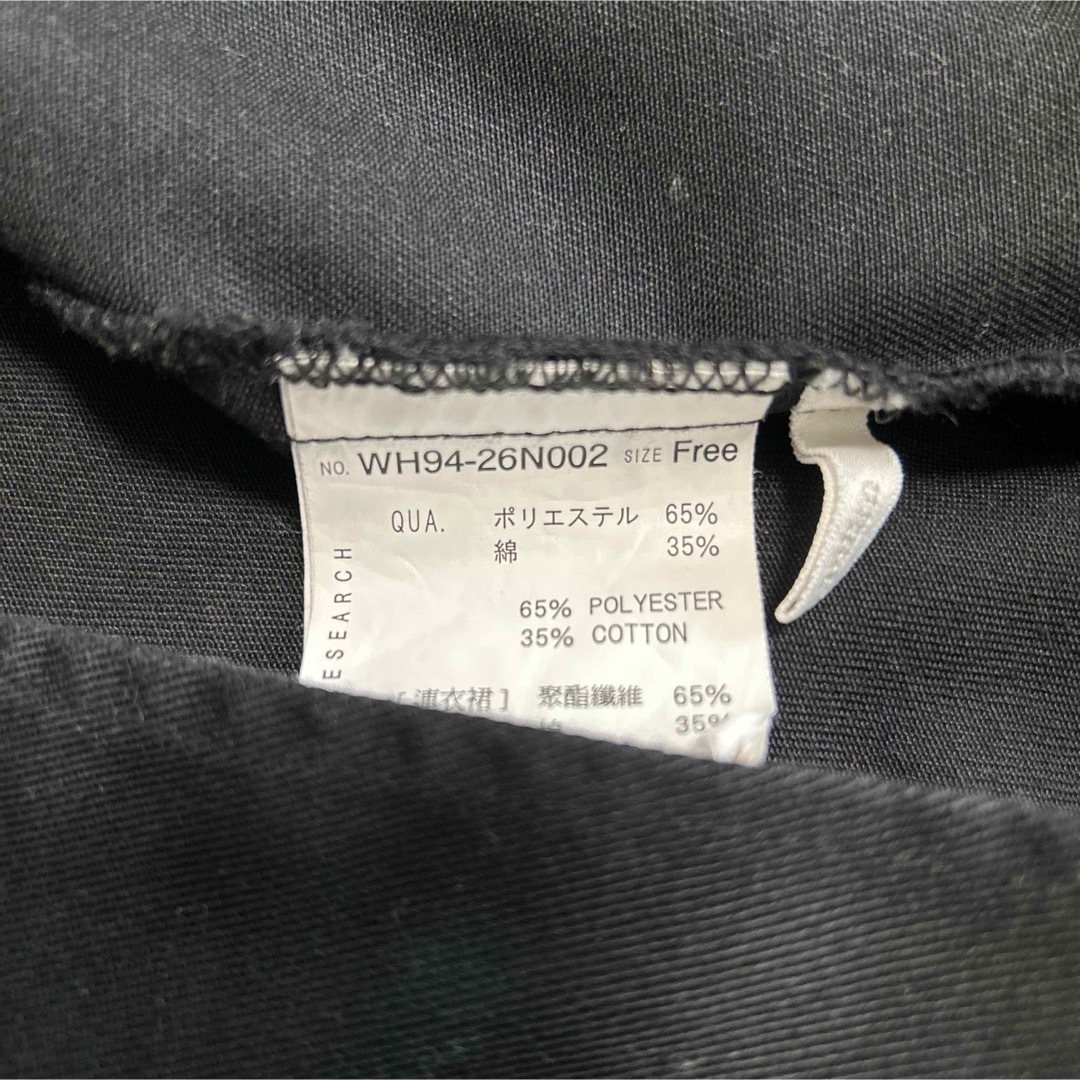 NO. WH94-26N002 SIZE Free
QUA. ポリエステル 65%
綿 35%
65% POLYESTER
35% COTTON
[連衣裙] 聚酯纖維 65%
35%
ESEARCH